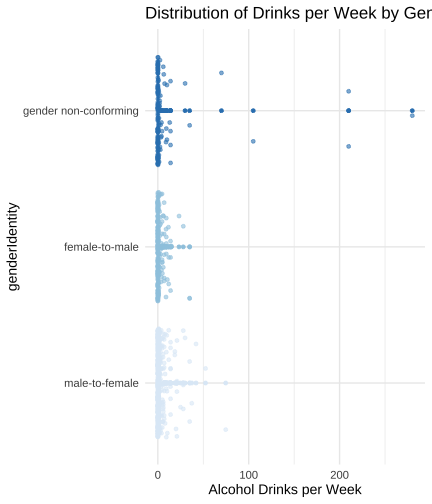 Distribution of Drinks per Week by Ger
gender non-conforming
female-to-male
male-to-female
genderIdentity
0 100 200
Alcohol Drinks per Week